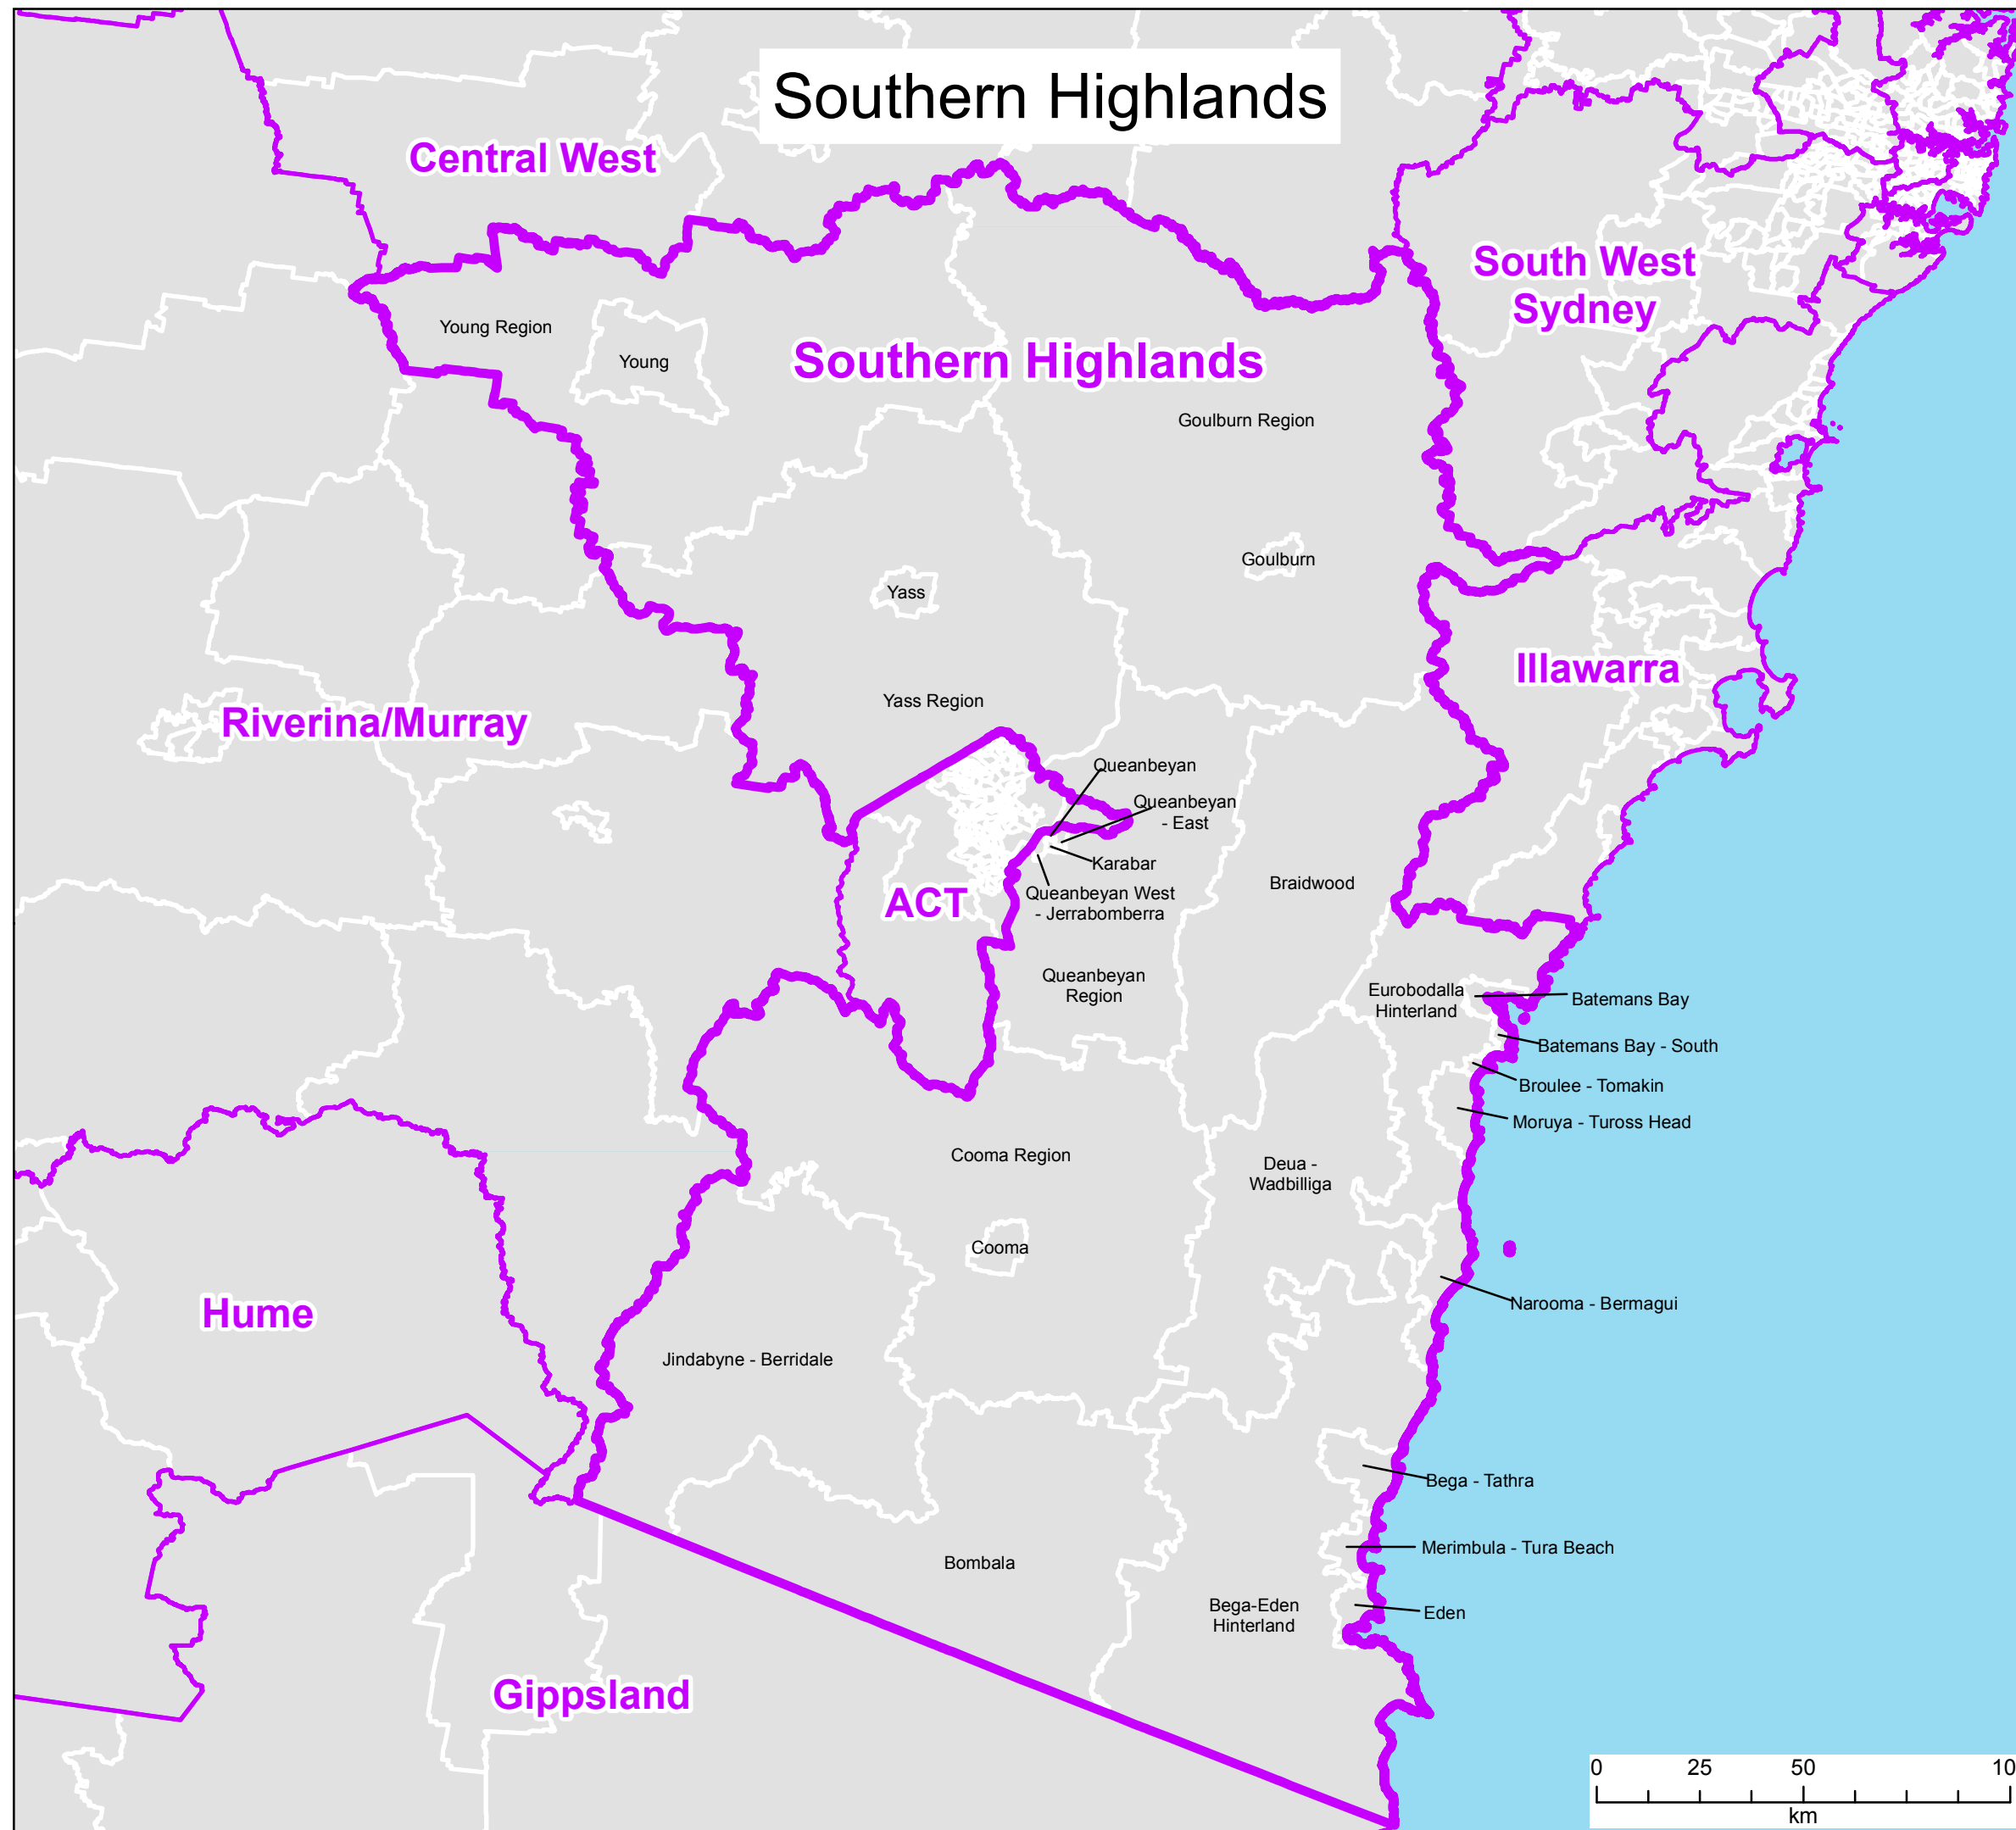 Southern Highlands
Central West
South West
Sydney
Young Region
Young
Southern Highlands
Goulburn Region
Goulburn
Yass
Illawarra
Yass Region
Riverina/Murray
Queanbeyan
Queanbeyan
- East
Karabar
Queanbeyan West
- Jerrabomberra
ACT
Braidwood
Queanbeyan
Region
Eurobodalla
Hinterland
Batemans Bay
Batemans Bay - South
Broulee - Tomakin
Moruya - Tuross Head
Cooma Region
Deua -
Wadbilliga
Cooma
Hume
Narooma - Bermagui
Jindabyne - Berridale
Bega - Tathra
Merimbula - Tura Beach
Bombala
Bega-Eden
Hinterland
Eden
Gippsland
0 25 50 10
km